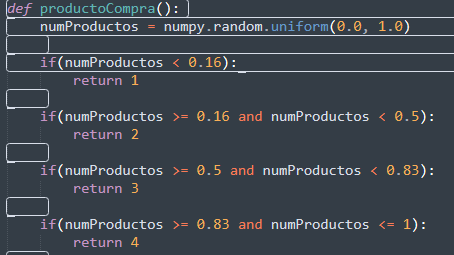 def productoCompra():
    numProductos = numpy.random.uniform(0.0, 1.0)
    if(numProductos < 0.16):
        return 1
    if(numProductos >= 0.16 and numProductos < 0.5):
        return 2
    if(numProductos >= 0.5 and numProductos < 0.83):
        return 3
    if(numProductos >= 0.83 and numProductos <= 1):
        return 4